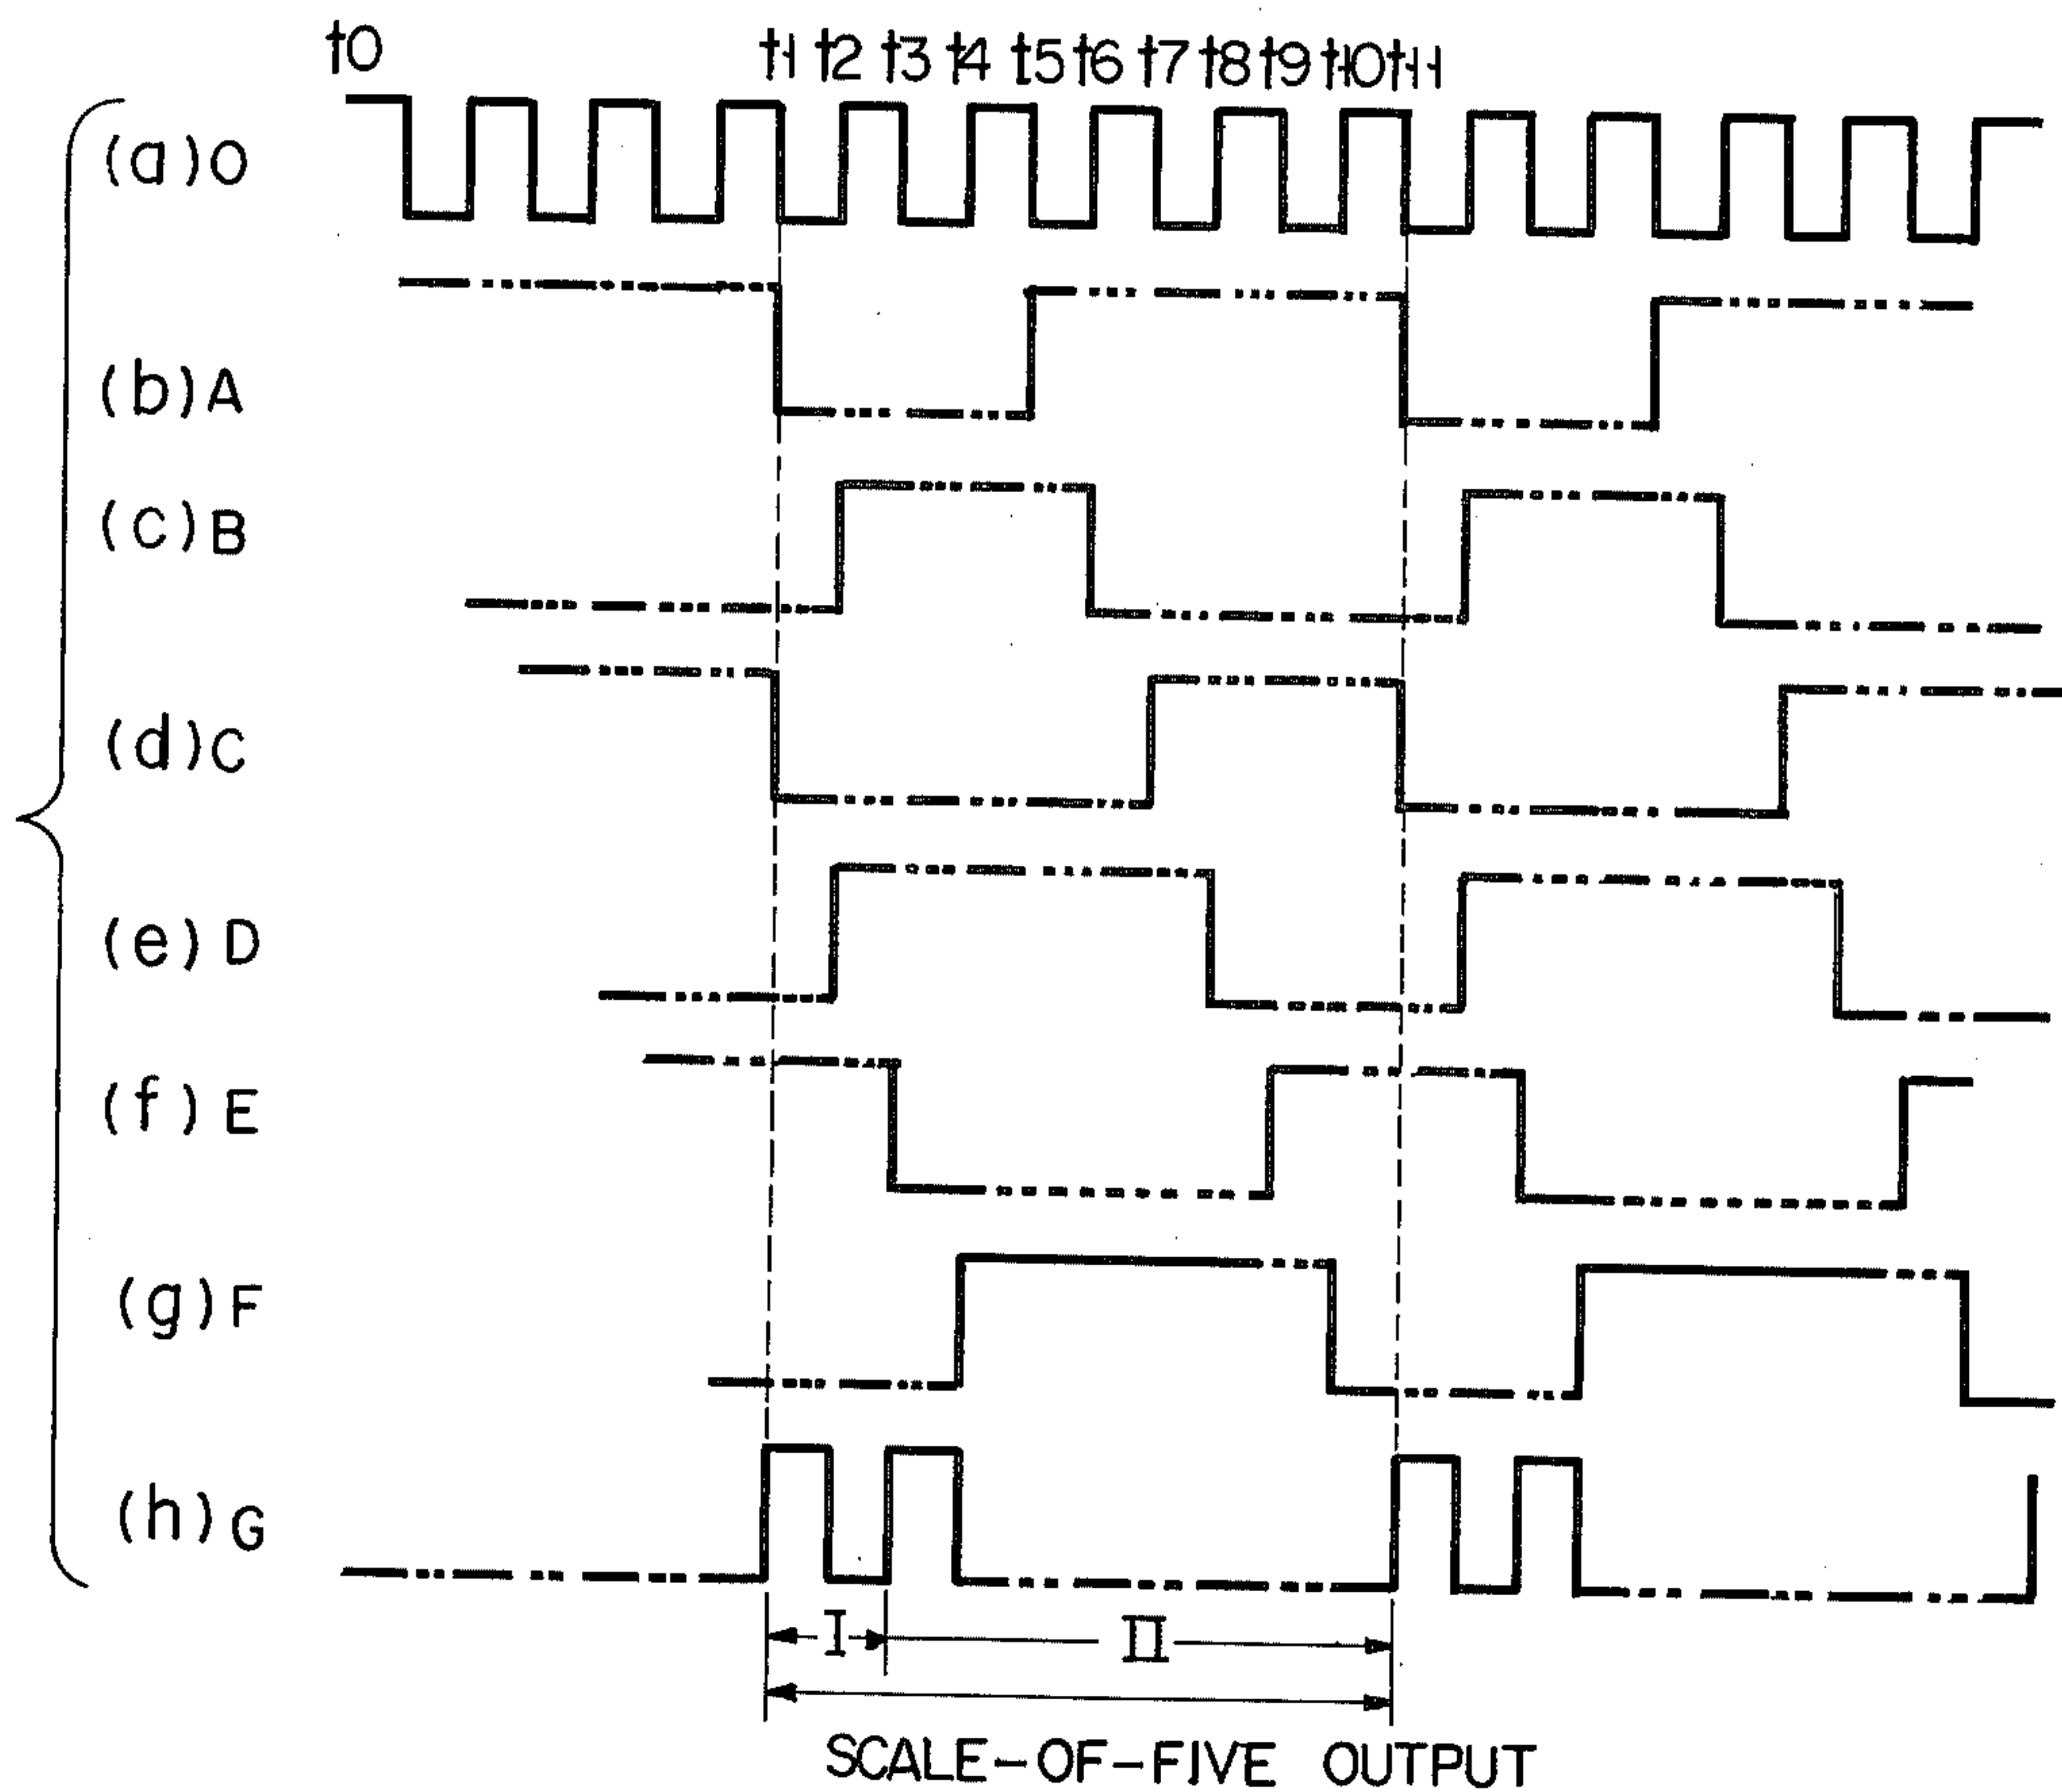 t0 t1 t2 t3 t4 t5 t6 t7 t8 t9 t10 t11
(a) O
(b) A
(c) B
(d) C
(e) D
(f) E
(g) F
(h) G
I II
SCALE-OF-FIVE OUTPUT